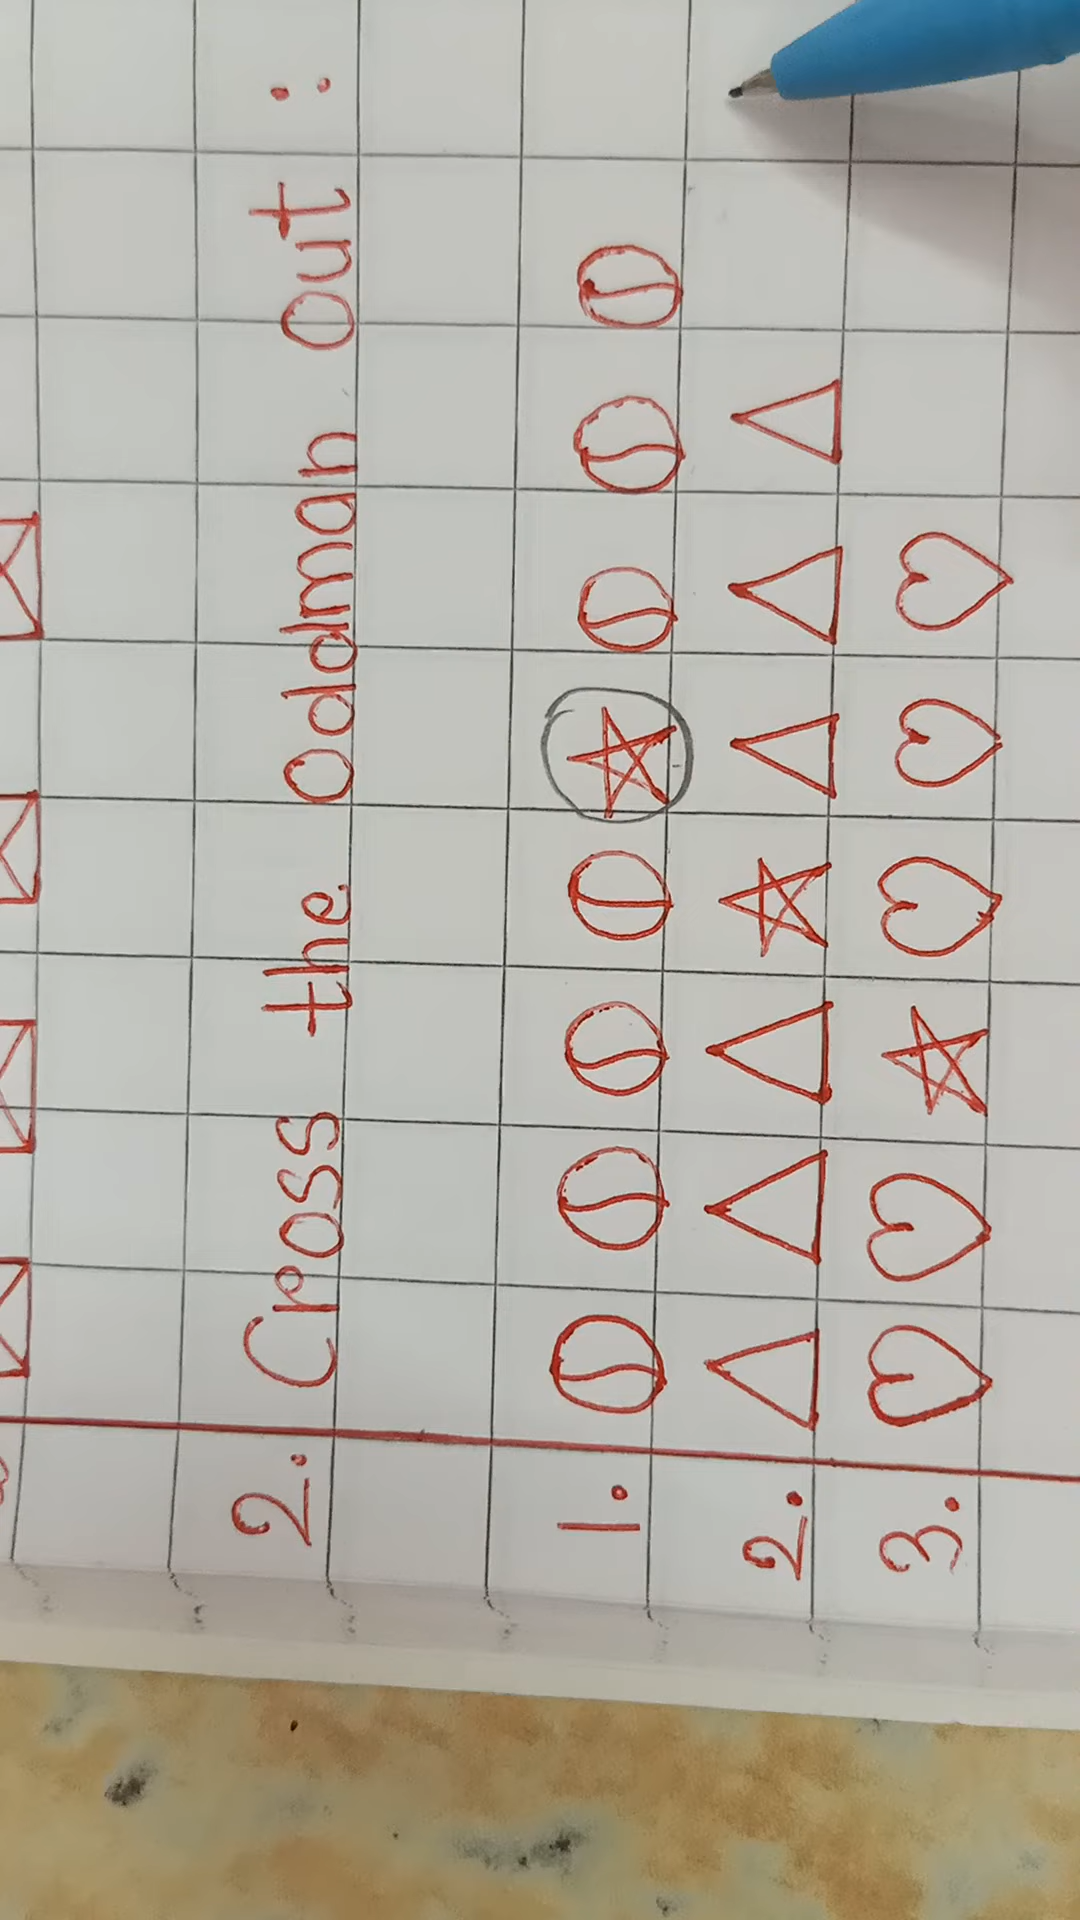 2. Cross the Oddman out :
1.
2.
3.